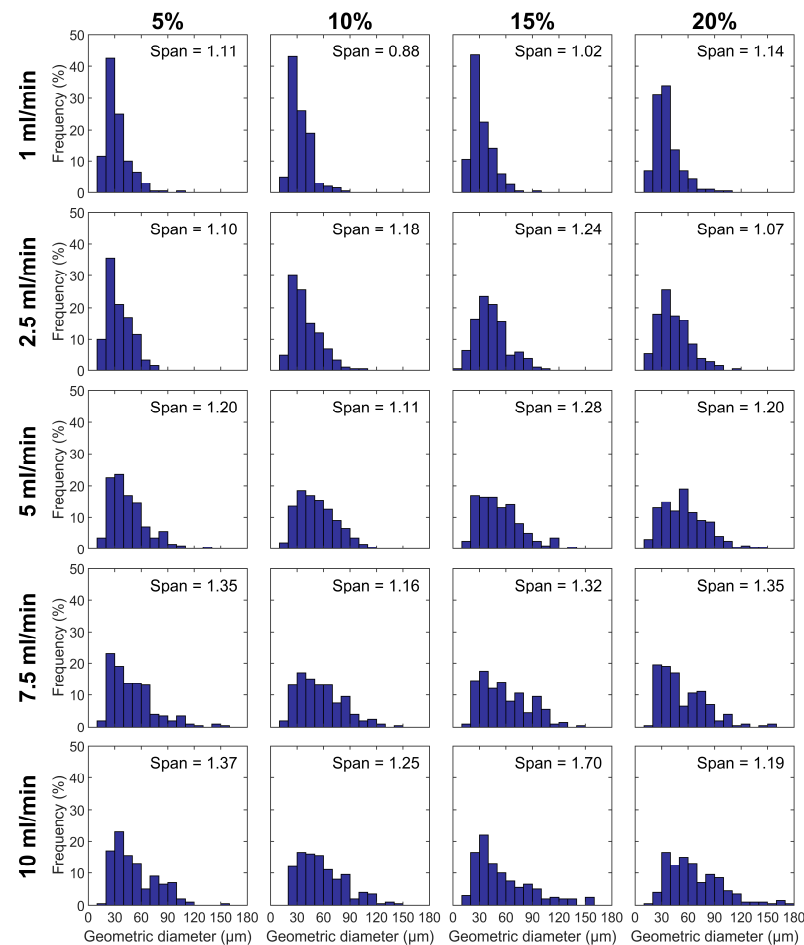 5% 10% 15% 20%
1 ml/min
Frequency (%)
50
40
30
20
10
0
Span = 1.11
Span = 0.88
Span = 1.02
Span = 1.14
2.5 ml/min
Frequency (%)
50
40
30
20
10
0
Span = 1.10
Span = 1.18
Span = 1.24
Span = 1.07
5 ml/min
Frequency (%)
50
40
30
20
10
0
Span = 1.20
Span = 1.11
Span = 1.28
Span = 1.20
7.5 ml/min
Frequency (%)
50
40
30
20
10
0
Span = 1.35
Span = 1.16
Span = 1.32
Span = 1.35
10 ml/min
Frequency (%)
50
40
30
20
10
0
Span = 1.37
Span = 1.25
Span = 1.70
Span = 1.19
0 30 60 90 120 150 180
0 30 60 90 120 150 180
0 30 60 90 120 150 180
0 30 60 90 120 150 180
Geometric diameter (μm)
Geometric diameter (μm)
Geometric diameter (μm)
Geometric diameter (μm)